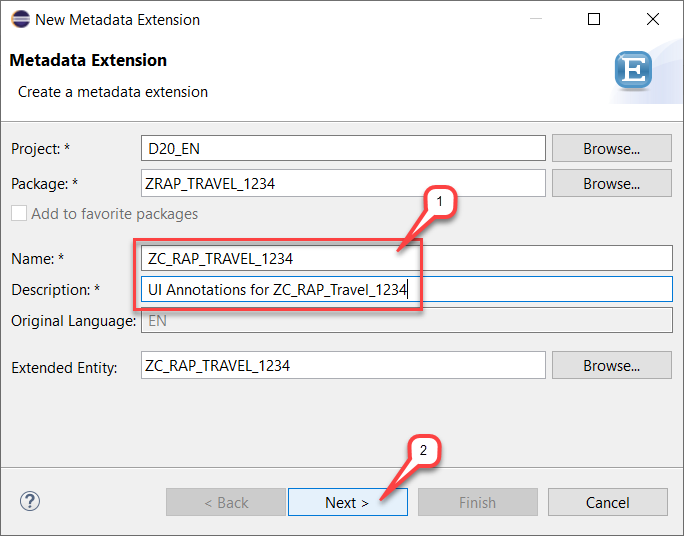 New Metadata Extension
Metadata Extension
Create a metadata extension
E
Project: * D20_EN Browse...
Package: * ZRAP_TRAVEL_1234 Browse...
Add to favorite packages
1
Name: * ZC_RAP_TRAVEL_1234
Description: * UI Annotations for ZC_RAP_Travel_1234
Original Language: EN
Extended Entity: ZC_RAP_TRAVEL_1234 Browse...
2
? < Back Next > Finish Cancel